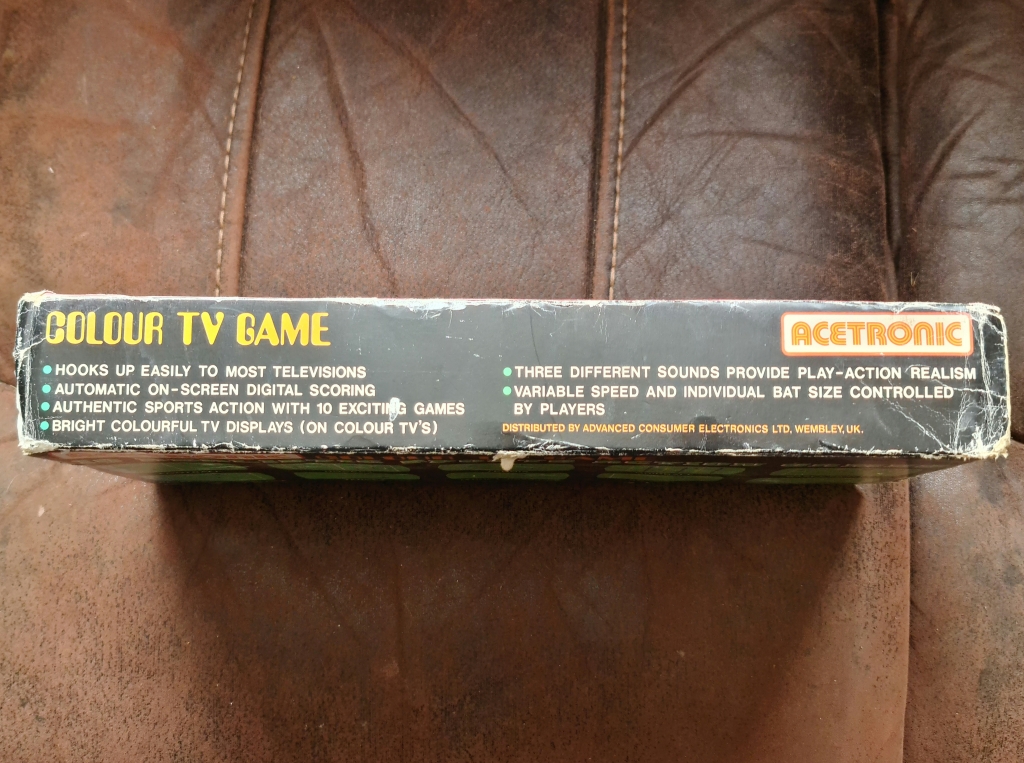 COLOUR TV GAME
ACETRONIC
HOOKS UP EASILY TO MOST TELEVISIONS
AUTOMATIC ON-SCREEN DIGITAL SCORING
AUTHENTIC SPORTS ACTION WITH 10 EXCITING GAMES
BRIGHT COLOURFUL TV DISPLAYS (ON COLOUR TV'S)
THREE DIFFERENT SOUNDS PROVIDE PLAY-ACTION REALISM
VARIABLE SPEED AND INDIVIDUAL BAT SIZE CONTROLLED
BY PLAYERS
DISTRIBUTED BY ADVANCED CONSUMER ELECTRONICS LTD, WEMBLEY, UK.